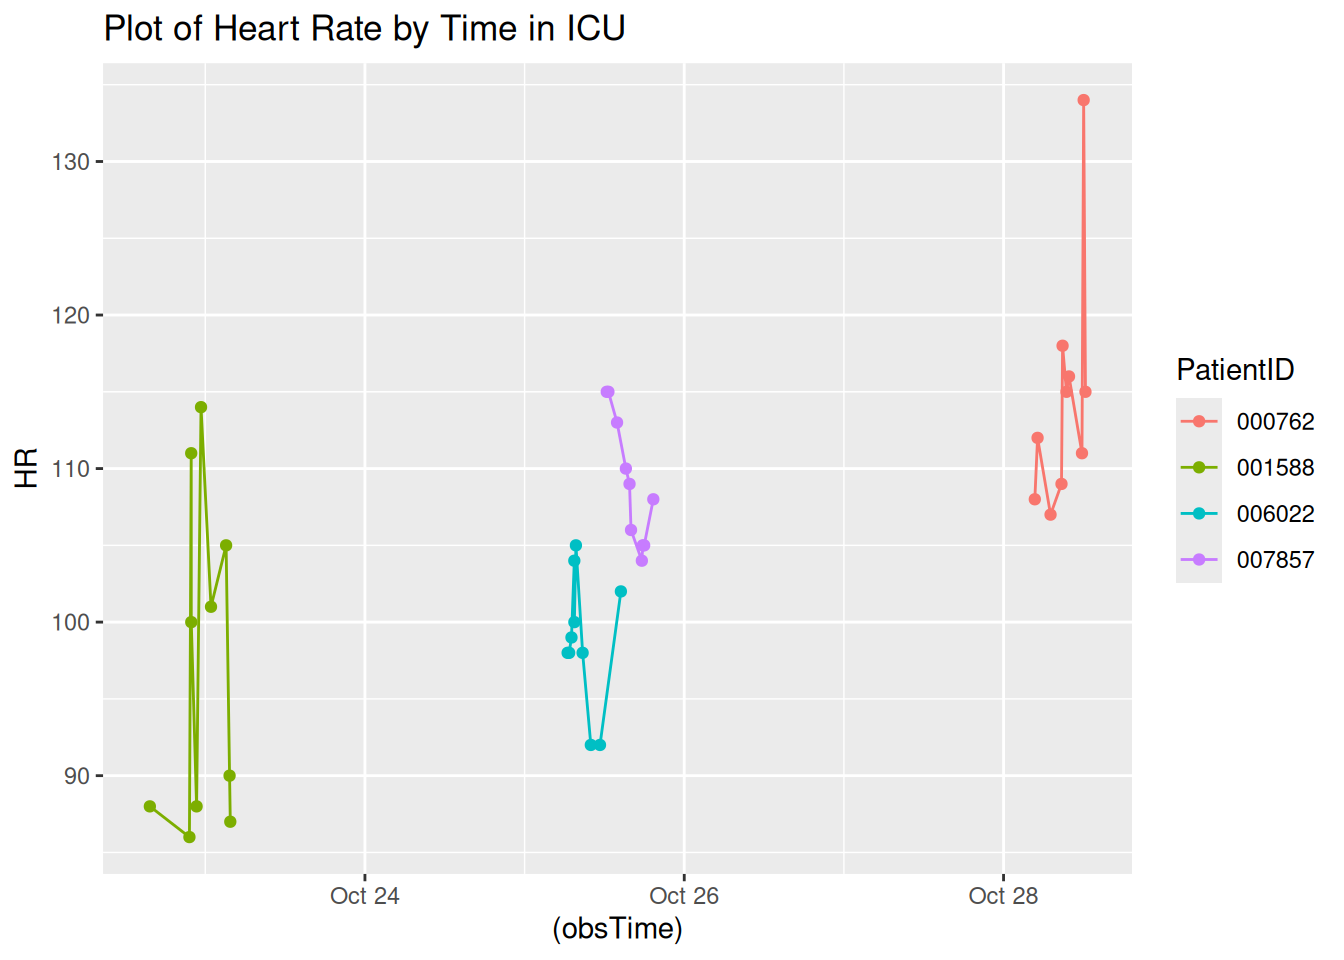 Plot of Heart Rate by Time in ICU
HR
130
120
110
100
90
Oct 24
Oct 26
Oct 28
(obsTime)
PatientID
000762
001588
006022
007857